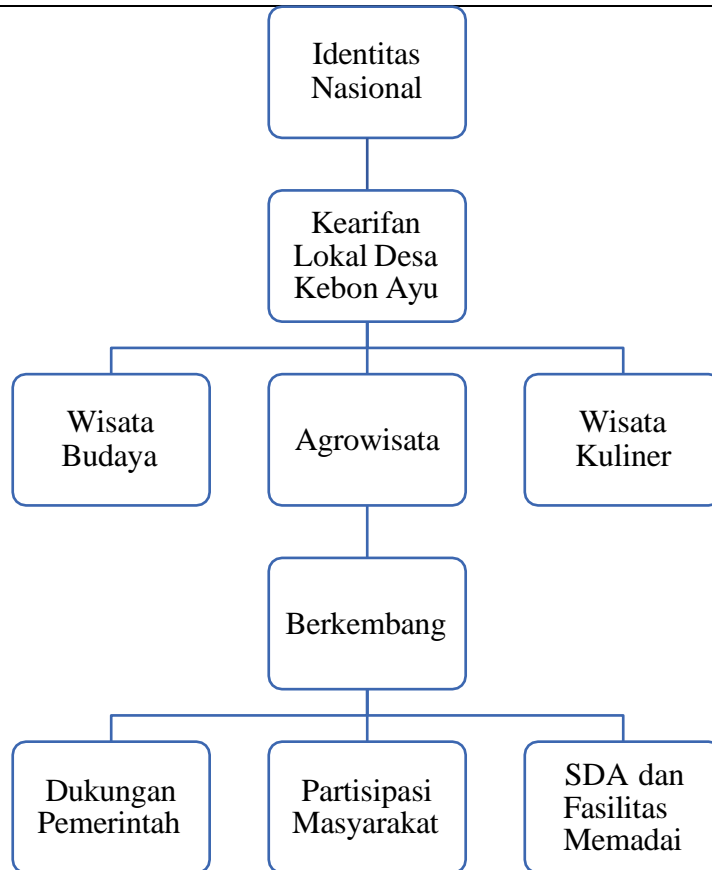 Identitas
Nasional
Kearifan
Lokal Desa
Kebon Ayu
Wisata
Budaya
Agrowisata
Wisata
Kuliner
Berkembang
Dukungan
Pemerintah
Partisipasi
Masyarakat
SDA dan
Fasilitas
Memadai